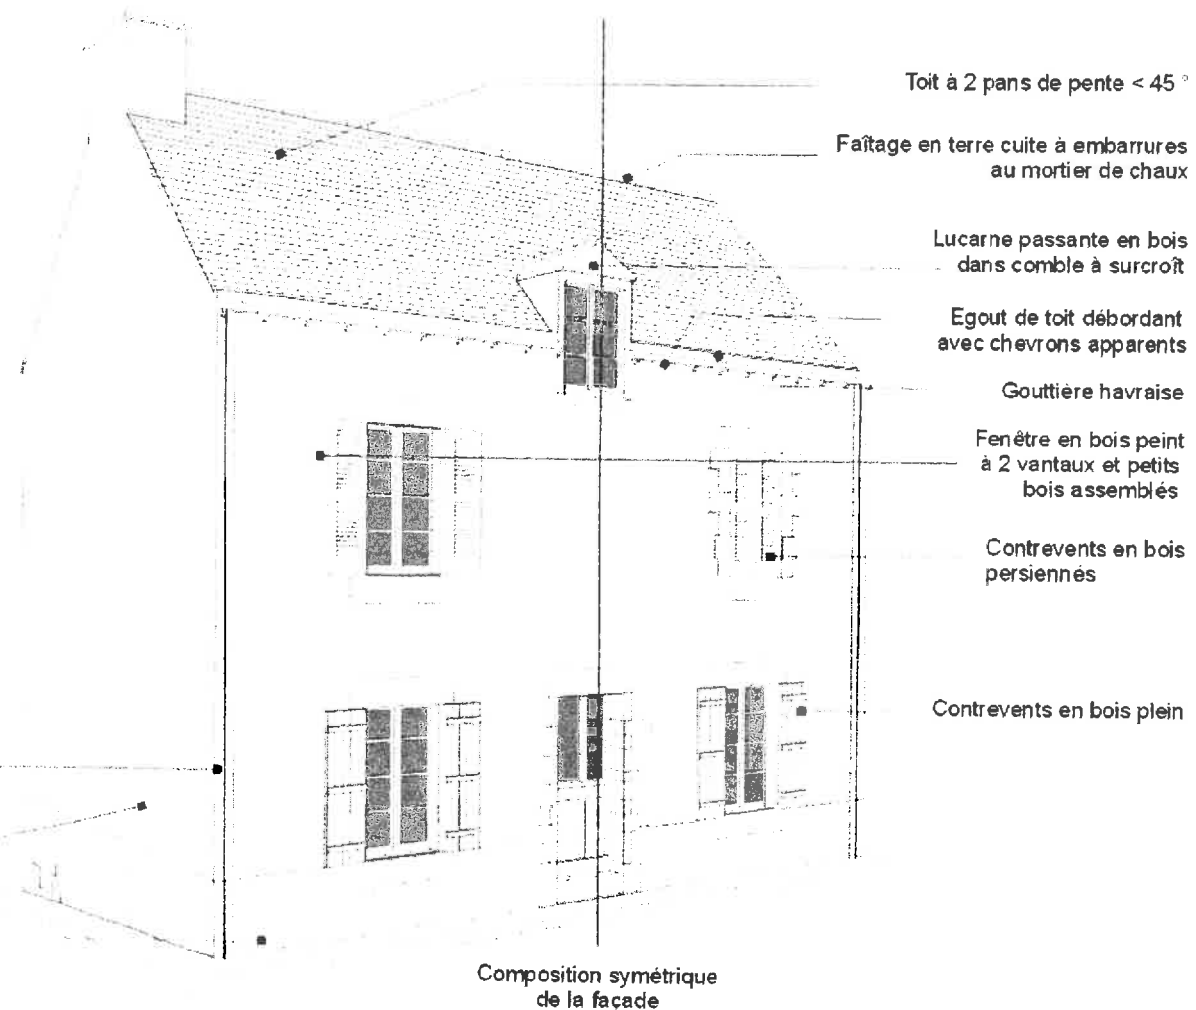 Toit à 2 pans de pente < 45 °
Faîtage en terre cuite à embarrures
au mortier de chaux
Lucarne passante en bois
dans comble à surcroît
Egout de toit débordant
avec chevrons apparents
Gouttière havraise
Fenêtre en bois peint
à 2 vantaux et petits
bois assemblés
Contrevents en bois
persiennés
Contrevents en bois plein
Composition symétrique
de la façade